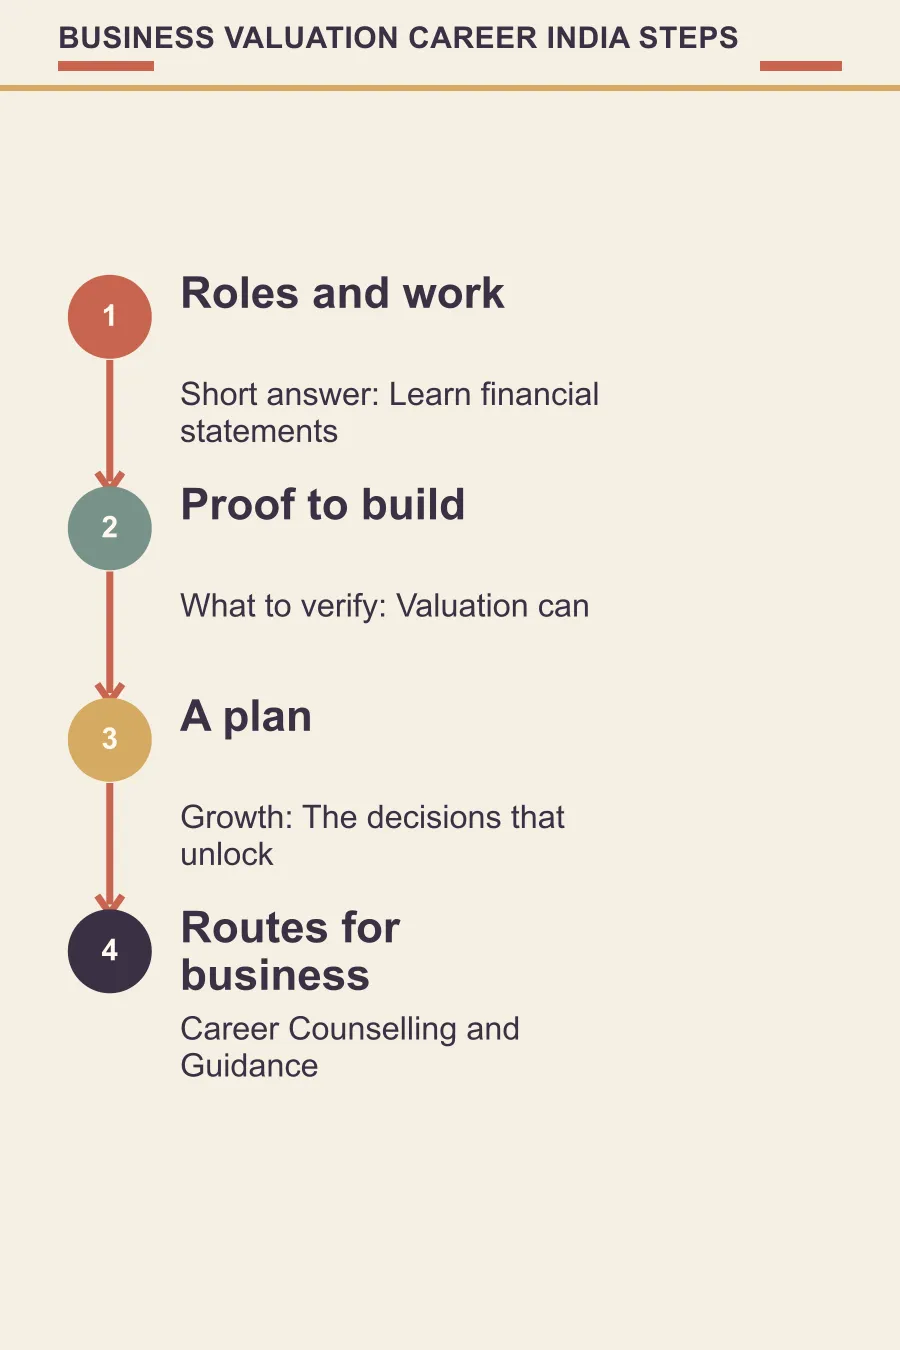 BUSINESS VALUATION CAREER INDIA STEPS
1
Roles and work
Short answer: Learn financial
statements
2
Proof to build
What to verify: Valuation can
3
A plan
Growth: The decisions that
unlock
4
Routes for
business
Career Counselling and
Guidance